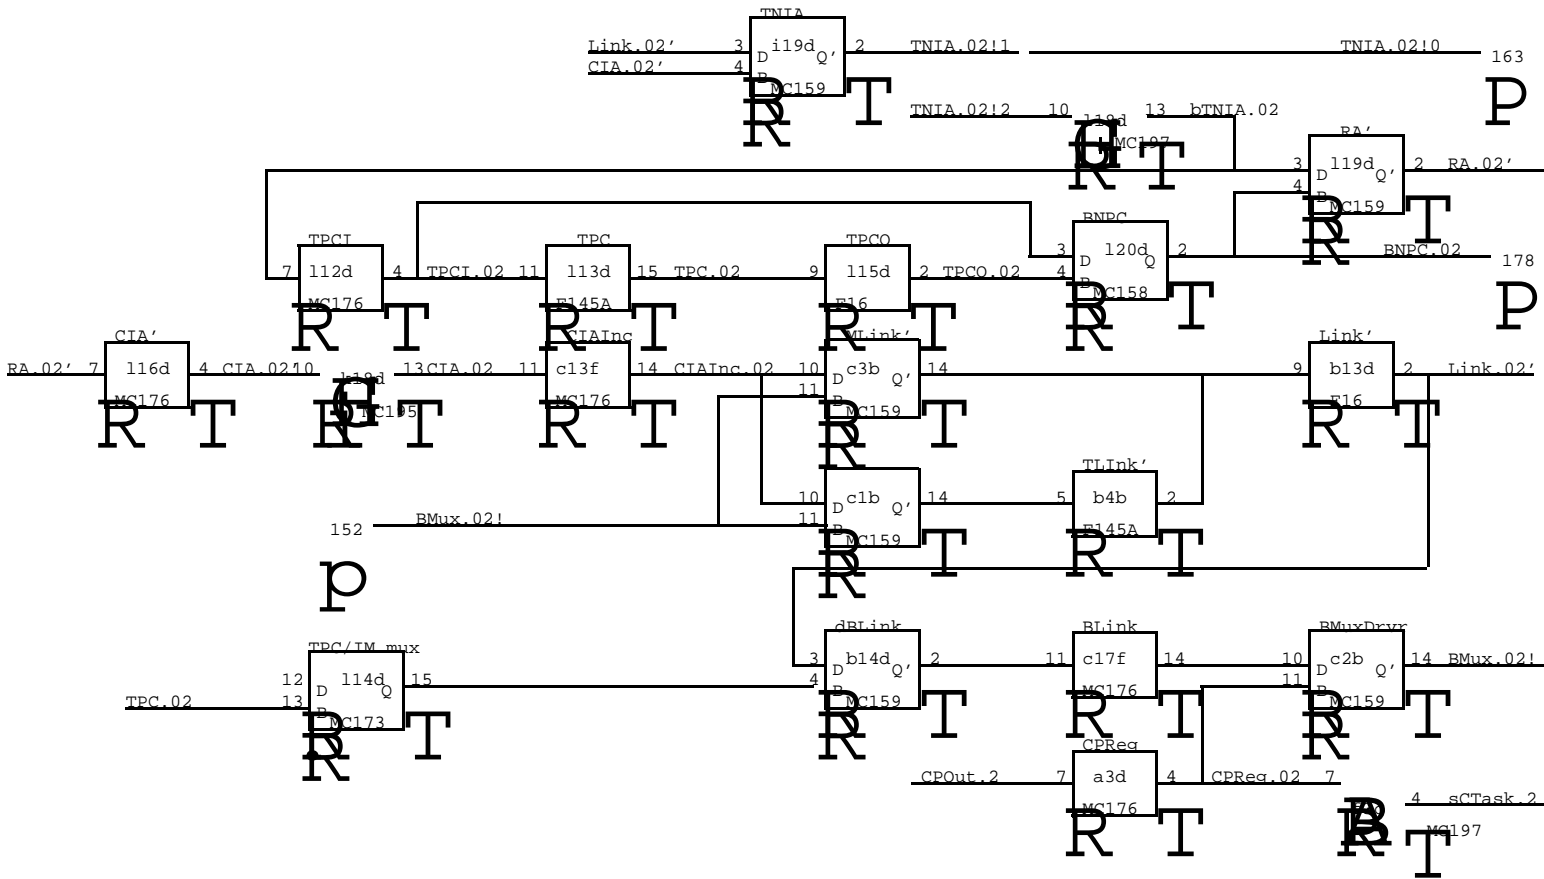 TNIA
Link.02' 3 i19d 2 TNIA.02!1 TNIA.02!0
CIA.02' 4 D Q' 163
B MC159
R R T P
TNIA.02!2 10 l18d 13 bTNIA.02
G MC197 RA'
R T 3 l19d 2 RA.02'
4 D Q'
B MC159
R R T
BNPC
TPCI TPC TPCO 3 l20d 2 BNPC.02
7 l12d 4 TPCI.02 11 l13d 15 TPC.02 9 l15d 2 TPCO.02 4 D Q 178
MC176 F145A F16 B MC158
R T R T R T R R T P
CIA' CIAInc MLink' Link'
RA.02' 7 l16d 4 CIA.02' 10 k18d 13 CIA.02 11 c13f 14 CIAInc.02 10 c3b 14 9 b13d 2 Link.02'
MC176 G MC195 MC176 11 D Q' F16
B MC159
R T R T R T R R T R T
TLInk'
10 c1b 14 5 b4b 2
152 BMux.02! 11 D Q'
B MC159 F145A
P R R T R T
TPC/IM mux dBLink BLink BMuxDrvr
12 l14d 15 3 b14d 2 11 c17f 14 10 c2b 14 BMux.02!
TPC.02 13 D Q 4 D Q' 11 D Q'
B MC173 B MC159 MC176 B MC159
R R T R R T R T R R T
CPReg
CPOut.2 7 a3d 4 CPReg.02 7
MC176 B 4 sCTask.2
R T R MC197
T